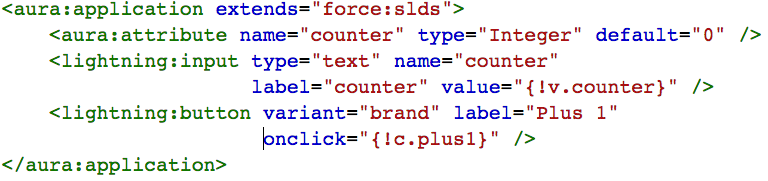 <aura:application extends="force:slds">
    <aura:attribute name="counter" type="Integer" default="0" />
    <lightning:input type="text" name="counter"
                     label="counter" value="{!v.counter}" />
    <lightning:button variant="brand" label="Plus 1"
                      onclick="{!c.plus1}" />
</aura:application>